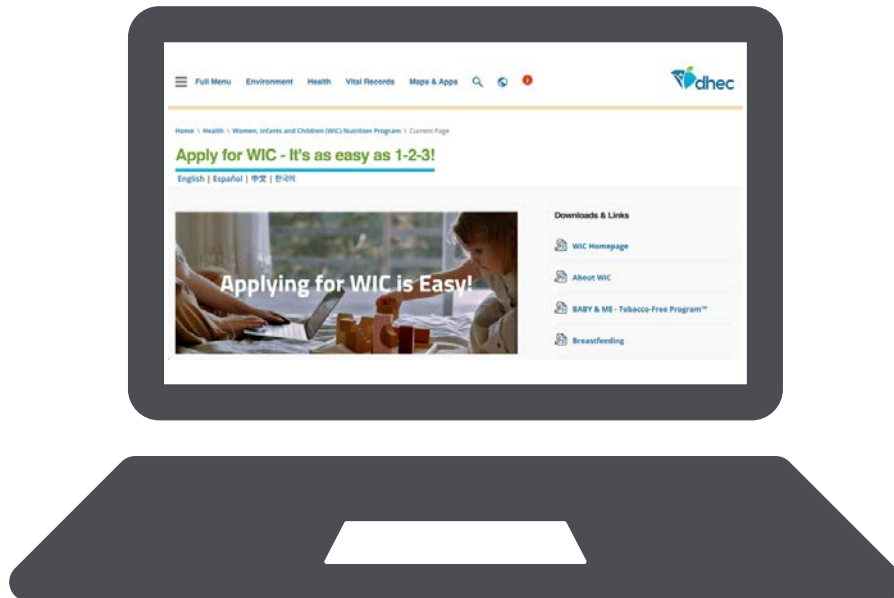 Full Menu Environment Health Vital Records Maps & Apps
dhec
Home \ Health \ Women, Infants and Children (WIC) Nutrition Program \ Current Page
Apply for WIC - It's as easy as 1-2-3!
English | Español | 中文 | 한국어
Applying for WIC is Easy!
Downloads & Links
WIC Homepage
About WIC
BABY & ME - Tobacco-Free Program™
Breastfeeding